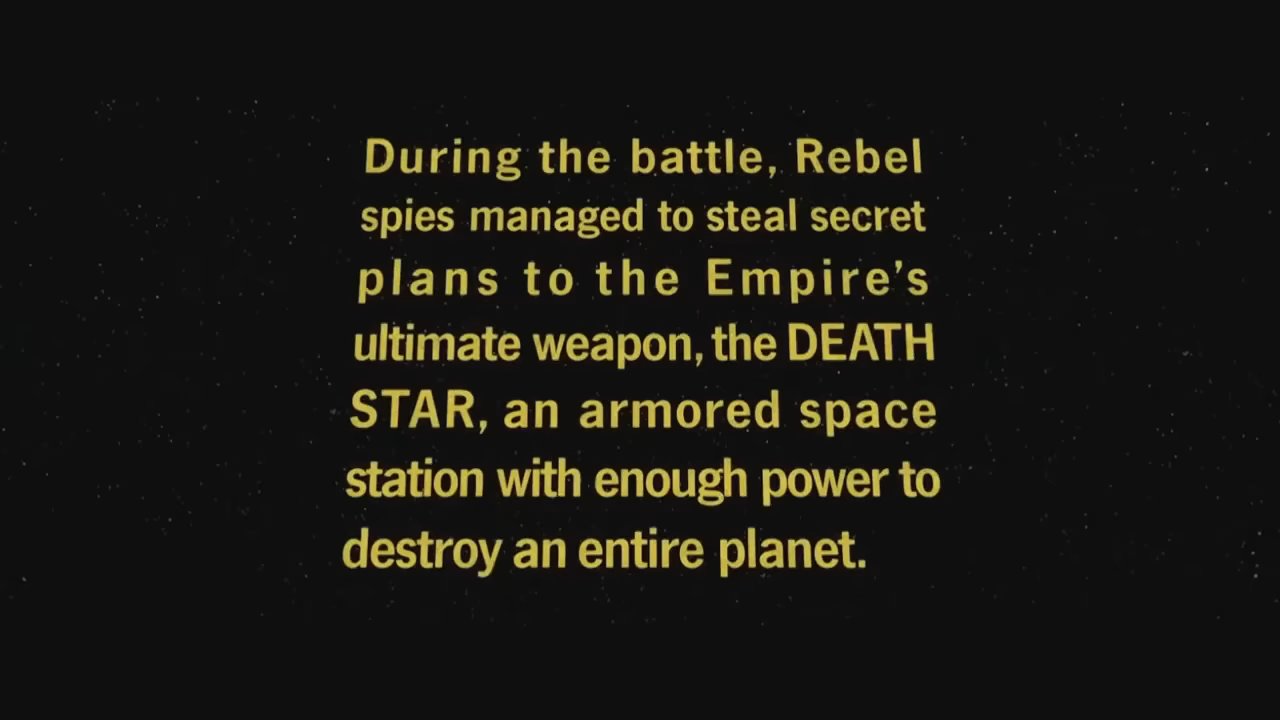 During the battle, Rebel
spies managed to steal secret
plans to the Empire’s
ultimate weapon, the DEATH
STAR, an armored space
station with enough power to
destroy an entire planet.